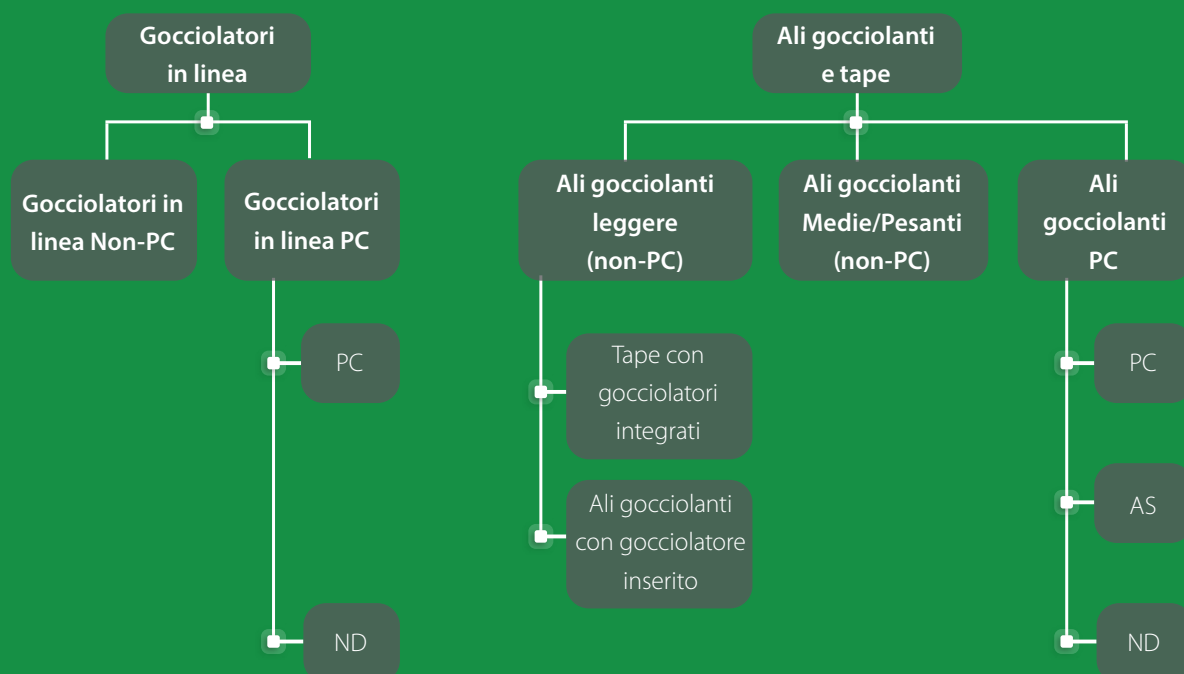 Gocciolatori
in linea
Gocciolatori in
linea Non-PC
Gocciolatori
in linea PC
PC
ND
Ali gocciolanti
e tape
Ali gocciolanti
leggere
(non-PC)
Tape con
gocciolatori
integrati
Ali gocciolanti
con gocciolatore
inserito
Ali gocciolanti
Medie/Pesanti
(non-PC)
Ali
gocciolanti
PC
PC
AS
ND